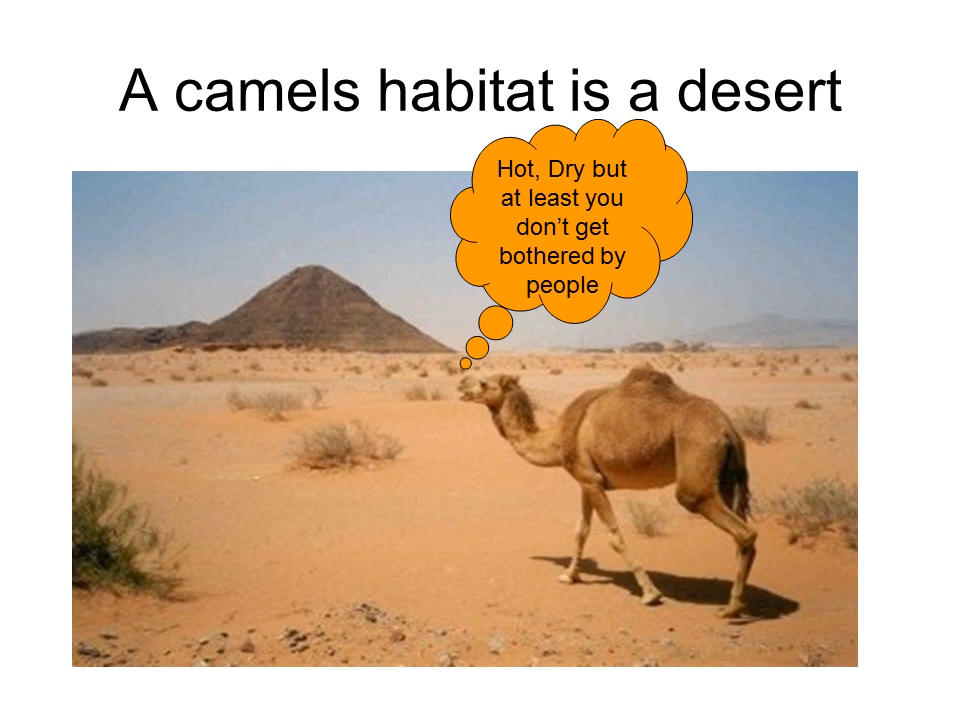 A camels habitat is a desert
Hot, Dry but
at least you
don’t get
bothered by
people